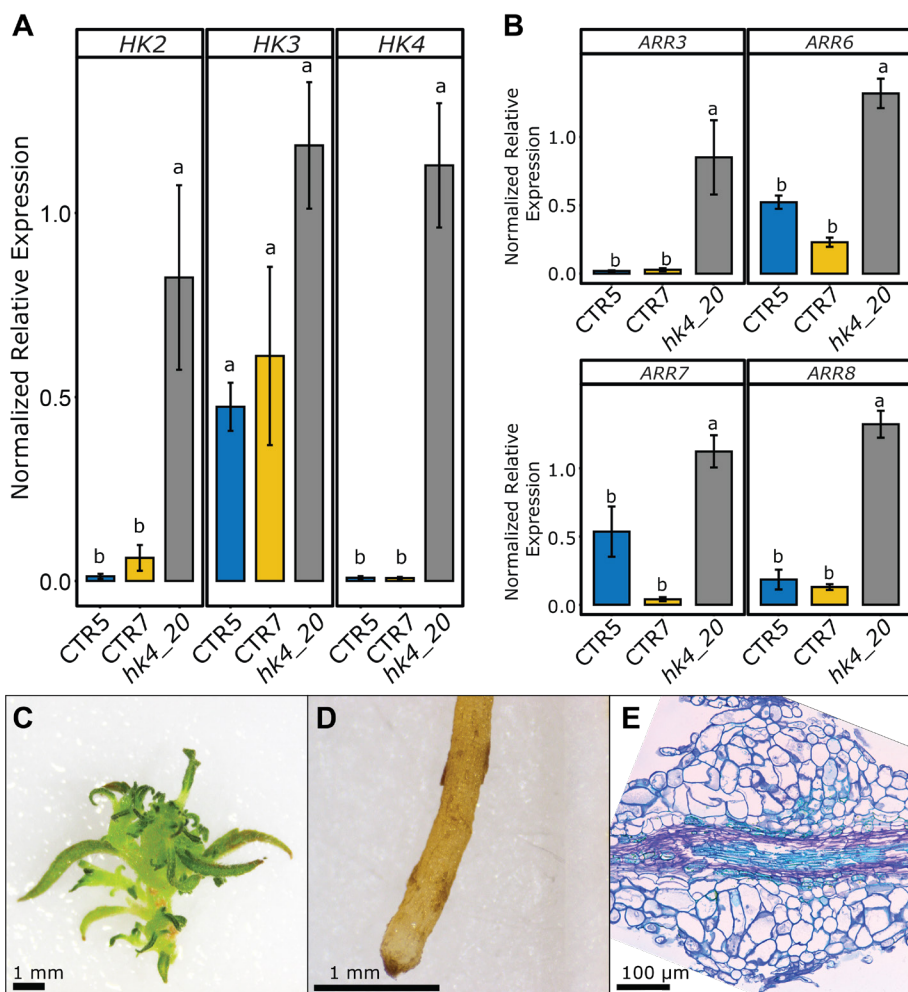 A
HK2 HK3 HK4
Normalized Relative Expression
1.0
0.5
0.0
b b a
a a a
b b a
CTR5 CTR7 hk4_20 CTR5 CTR7 hk4_20 CTR5 CTR7 hk4_20
B
ARR3 ARR6
Normalized Relative
Expression
1.0
0.5
0.0
b b a
b b a
CTR5 CTR7 hk4_20 CTR5 CTR7 hk4_20
ARR7 ARR8
Normalized Relative
Expression
1.0
0.5
0.0
b b a
b b a
CTR5 CTR7 hk4_20 CTR5 CTR7 hk4_20
C
1 mm
D
1 mm
E
100 µm